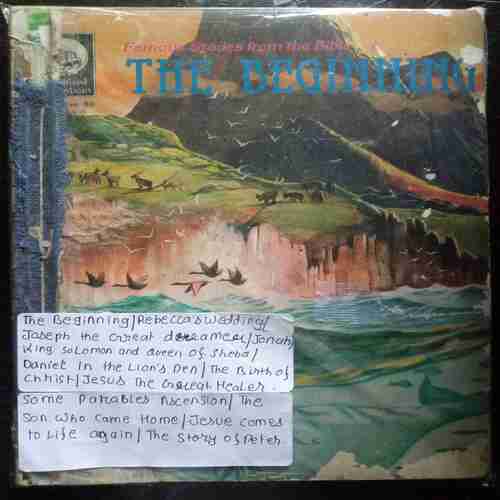 Famous stories from the Bible
THE BEGINNING
The Beginning/Rebecca's wedding/
Joseph the Great dreamer/Jonah/
King Solomon and Queen of Sheba/
Daniel in the Lion's Den/The Birth of
Christ/Jesus The Great Healer.
Some Parables Ascension/The
Son Who Came Home/Jesus comes
to Life again/The Story of Peter